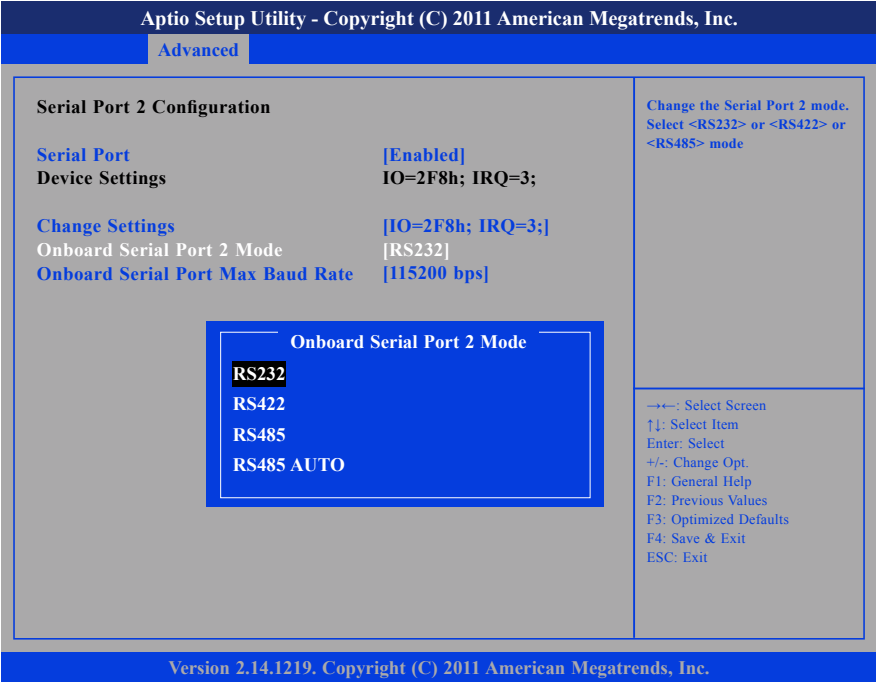 Aptio Setup Utility - Copyright (C) 2011 American Megatrends, Inc.
Advanced
Serial Port 2 Configuration
Serial Port [Enabled]
Device Settings IO=2F8h; IRQ=3;
Change Settings [IO=2F8h; IRQ=3;]
Onboard Serial Port 2 Mode [RS232]
Onboard Serial Port Max Baud Rate [115200 bps]
Onboard Serial Port 2 Mode
RS232
RS422
RS485
RS485 AUTO
Change the Serial Port 2 mode.
Select <RS232> or <RS422> or
<RS485> mode
→←: Select Screen
↑↓: Select Item
Enter: Select
+/-: Change Opt.
F1: General Help
F2: Previous Values
F3: Optimized Defaults
F4: Save & Exit
ESC: Exit
Version 2.14.1219. Copyright (C) 2011 American Megatrends, Inc.